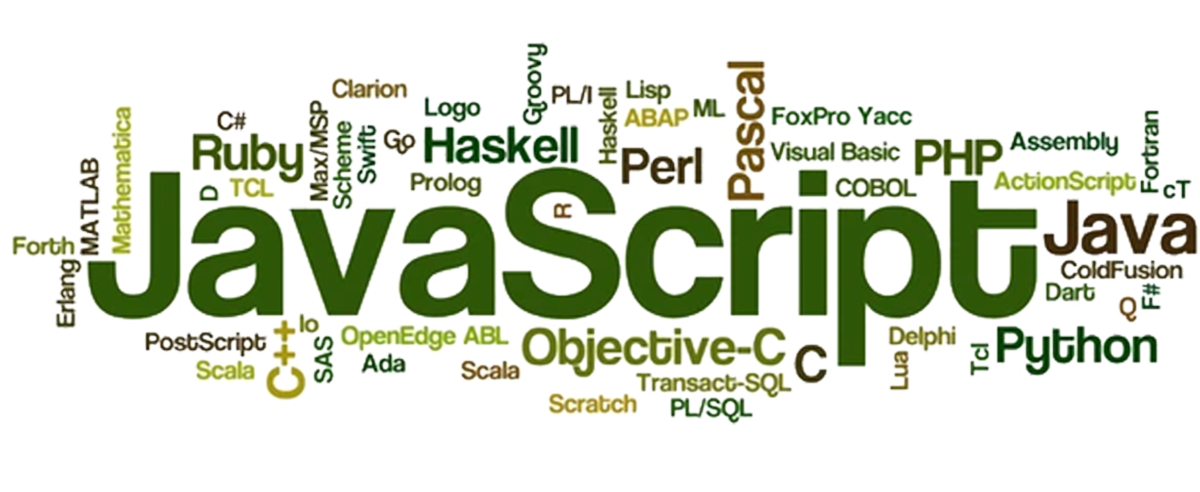 Groovy
Clarion
PL/I
Lisp
Pascal
Logo
ABAP
ML
Haskell
C#
Max/MSP
Mathematica
FoxPro
Yacc
Scheme
Swift
Go
Haskell
Ruby
Perl
Visual Basic
PHP
Assembly
Fortran
MATLAB
D
TCL
Prolog
COBOL
ActionScript
cT
JavaScript
R
Java
Forth
Erlang
ColdFusion
Dart
Q
F#
PostScript
C++
Io
SAS
OpenEdge ABL
Objective-C
C
Delphi
Python
Scala
Ada
Scala
Transact-SQL
Lua
Tcl
Scratch
PL/SQL